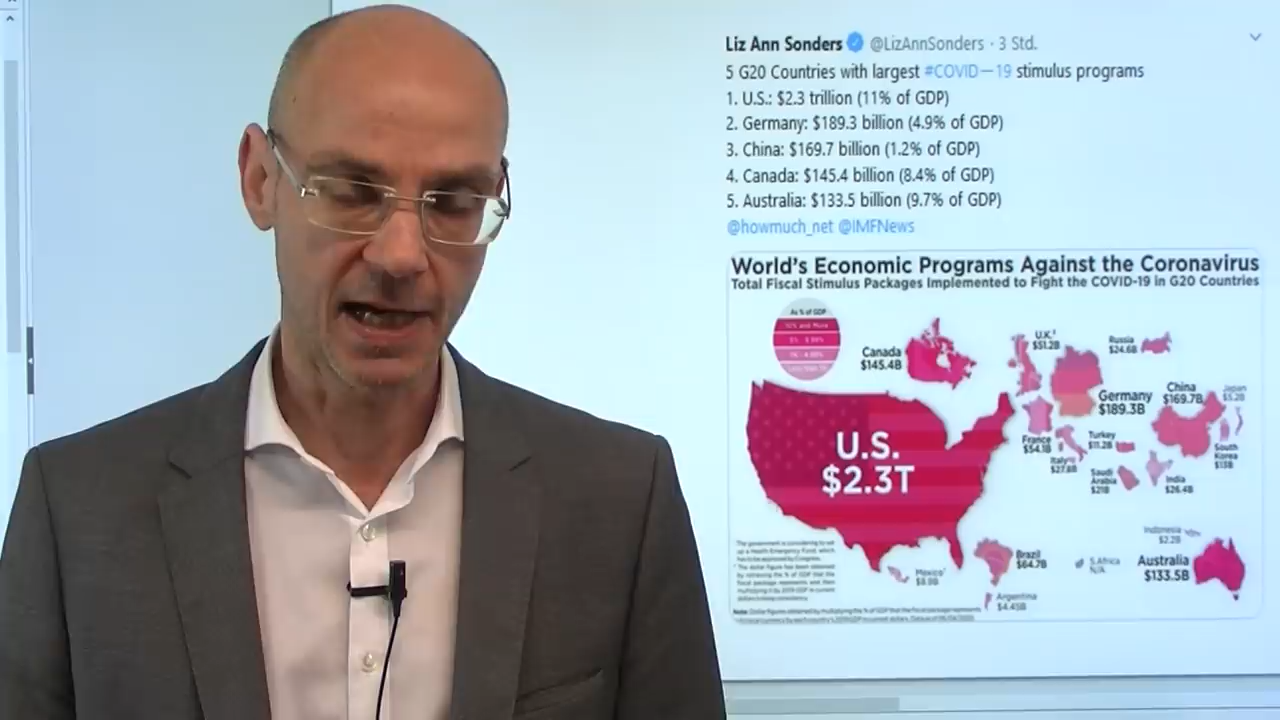 Liz Ann Sonders @LizAnnSonders · 3 Std.
5 G20 Countries with largest #COVID—19 stimulus programs
1. U.S.: $2.3 trillion (11% of GDP)
2. Germany: $189.3 billion (4.9% of GDP)
3. China: $169.7 billion (1.2% of GDP)
4. Canada: $145.4 billion (8.4% of GDP)
5. Australia: $133.5 billion (9.7% of GDP)
@howmuch_net @IMFNews
World's Economic Programs Against the Coronavirus
Total Fiscal Stimulus Packages Implemented to Fight the COVID-19 in G20 Countries
As % of GDP
Canada
$145.4B
U.K.
$51.2B
Russia
$24.6B
Germany
$189.3B
China
$169.7B
Japan
U.S.
$2.3T
France
$54.1B
Italy
$27.8B
Turkey
$11.2B
Saudi
Arabia
$21B
India
$26.4B
South
Korea
$13B
Indonesia
$2.2B
Australia
$133.5B
S.Africa
N/A
Brazil
$64.7B
Mexico
Argentina
$4.45B